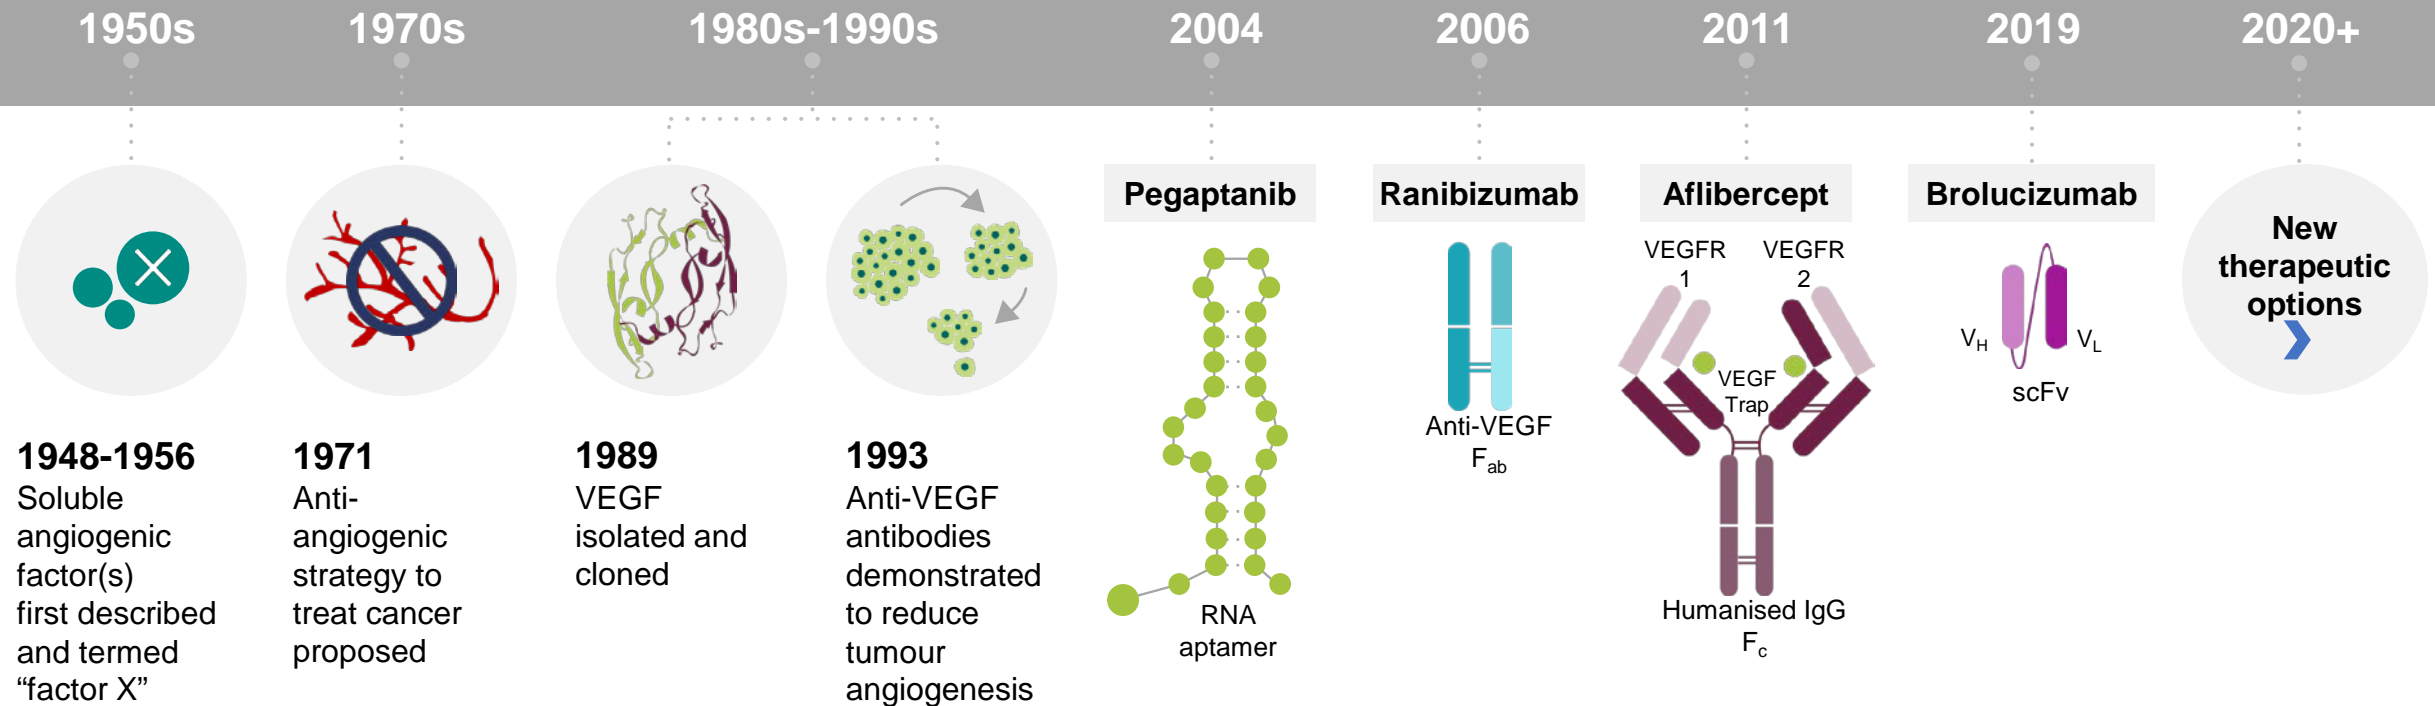 1950s
1970s
1980s-1990s
2004
2006
2011
2019
2020+
1948-1956
Soluble
angiogenic
factor(s)
first described
and termed
“factor X”
1971
Anti-
angiogenic
strategy to
treat cancer
proposed
1989
VEGF
isolated and
cloned
1993
Anti-VEGF
antibodies
demonstrated
to reduce
tumour
angiogenesis
Pegaptanib
RNA
aptamer
Ranibizumab
Anti-VEGF
Fab
Aflibercept
VEGFR
1
VEGFR
2
VEGF
Trap
Humanised IgG
Fc
Brolucizumab
VH
VL
scFv
New
therapeutic
options